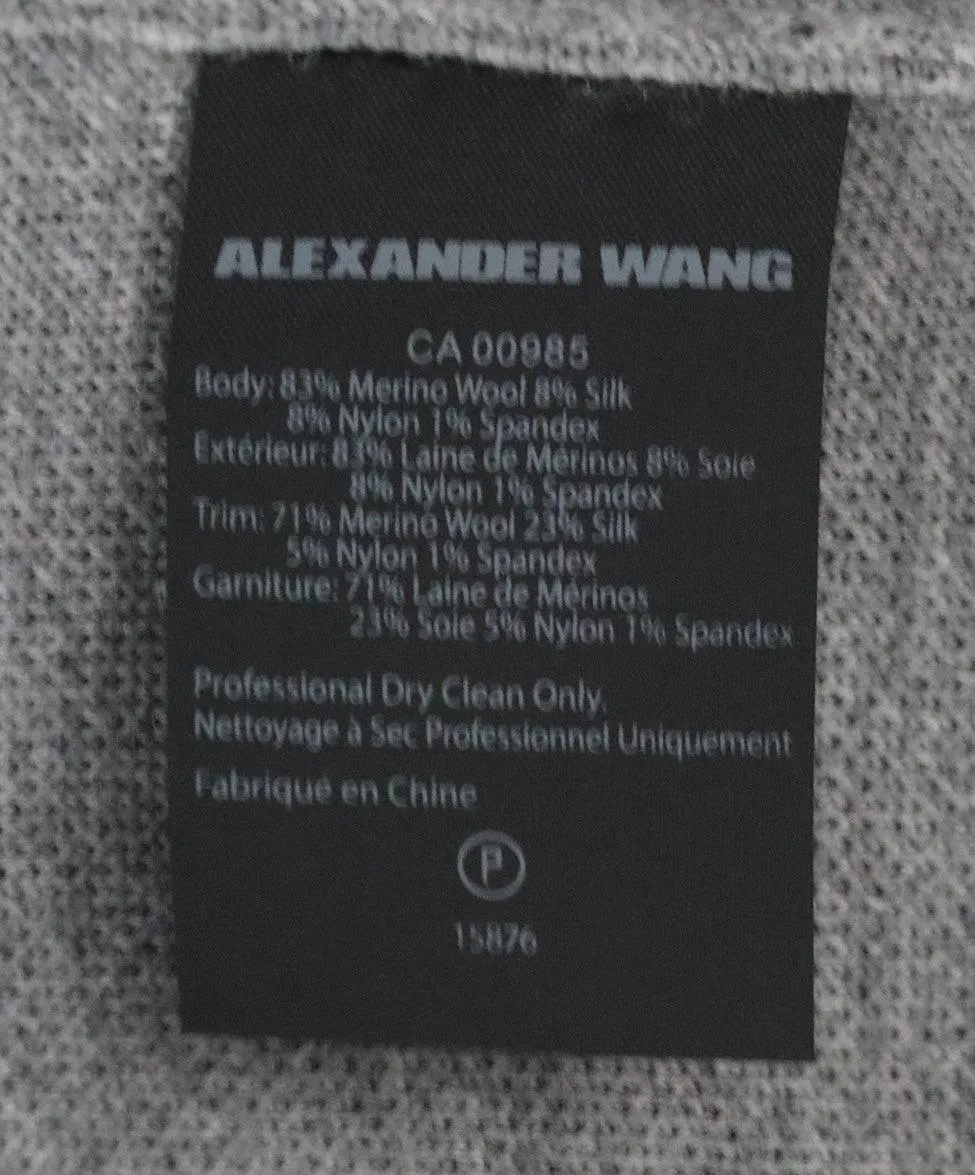 ALEXANDER WANG
CA 00985
Body: 83% Merino Wool 8% Silk
8% Nylon 1% Spandex
Extérieur: 83% Laine de Mérinos 8% Soie
8% Nylon 1% Spandex
Trim: 71% Merino Wool 23% Silk
5% Nylon 1% Spandex
Garniture: 71% Laine de Mérinos
23% Soie 5% Nylon 1% Spandex
Professional Dry Clean Only.
Nettoyage à Sec Professionnel Uniquement
Fabriqué en Chine
P
15876